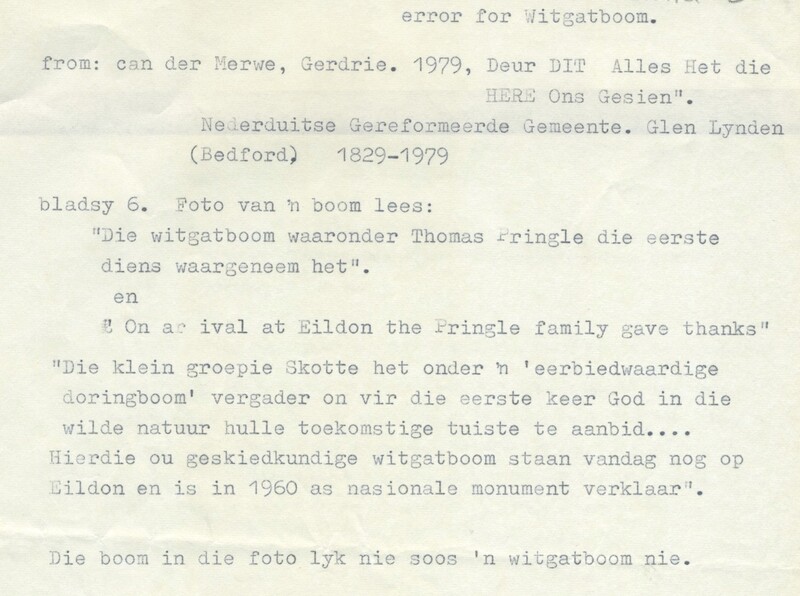 error for Witgatboom.
from: can der Merwe, Gerdrie. 1979, Deur DIT Alles Het die
HERE Ons Gesien".
Nederduitse Gereformeerde Gemeente. Glen Lynden
(Bedford) 1829-1979
bladsy 6. Foto van 'n boom lees:
"Die witgatboom waaronder Thomas Pringle die eerste
diens waargeneem het".
en
" On ar ival at Eildon the Pringle family gave thanks"
"Die klein groepie Skotte het onder 'n 'eerbiedwaardige
doringboom' vergader on vir die eerste keer God in die
wilde natuur hulle toekomstige tuiste te aanbid....
Hierdie ou geskiedkundige witgatboom staan vandag nog op
Eildon en is in 1960 as nasionale monument verklaar".
Die boom in die foto lyk nie soos 'n witgatboom nie.